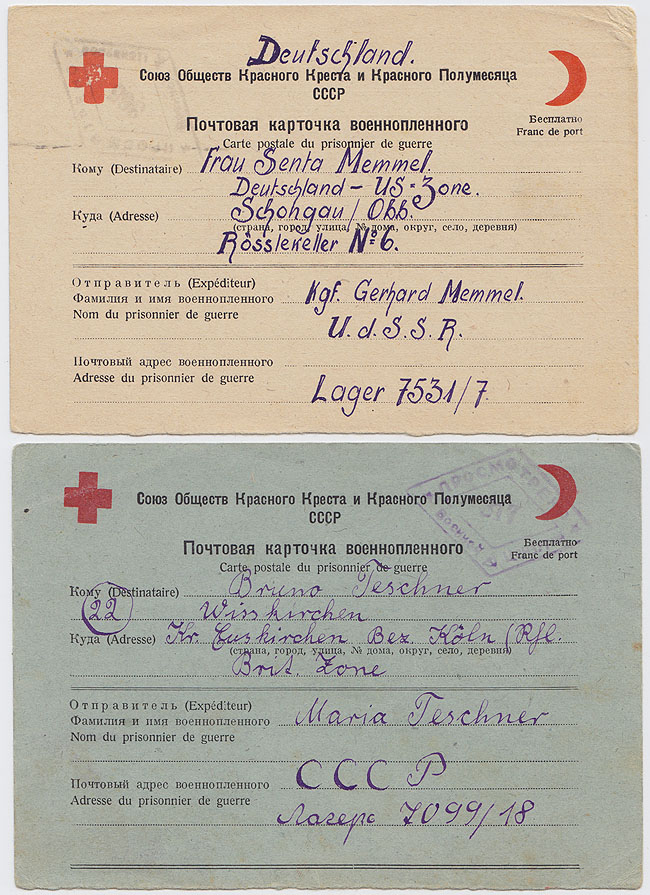 Deutschland.
Союз Обществ Красного Креста и Красного Полумесяца
СССР
Почтовая карточка военнопленного
Бесплатно
Carte postale du prisonnier de guerre
Franc de port
Кому (Destinataire) Frau Senta Memmel.
Deutschland - US-Zone.
Куда (Adresse) Schongau / Obb.
(страна, город, улица, № дома, округ, село, деревня)
Rösslekeller № 6.
Отправитель (Expéditeur)
Фамилия и имя военнопленного Kgf. Gerhard Memmel.
Nom du prisonnier de guerre
U.d.S.S.R.
Почтовый адрес военнопленного
Adresse du prisonnier de guerre
Lager 7531/7
ПРОСМОТРЕНО
Союз Обществ Красного Креста и Красного Полумесяца
СССР
Почтовая карточка военнопленного
Бесплатно
Carte postale du prisonnier de guerre
Franc de port
Кому (Destinataire) Bruno Teschner
22 Wisskirchen
Куда (Adresse) Kr. Euskirchen Bez. Köln (Rhl.
(страна, город, улица, № дома, округ, село, деревня)
Brit. Zone
Отправитель (Expéditeur)
Фамилия и имя военнопленного Maria Teschner
Nom du prisonnier de guerre
СССР
Почтовый адрес военнопленного
Adresse du prisonnier de guerre
Лагерь 7099/18